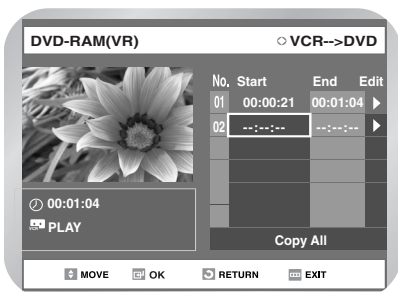 DVD-RAM(VR) VCR-->DVD
No. Start End Edit
01 00:00:21 00:01:04
02 --:--:-- --:--:--
00:01:04
VCR PLAY
Copy All
MOVE OK RETURN EXIT